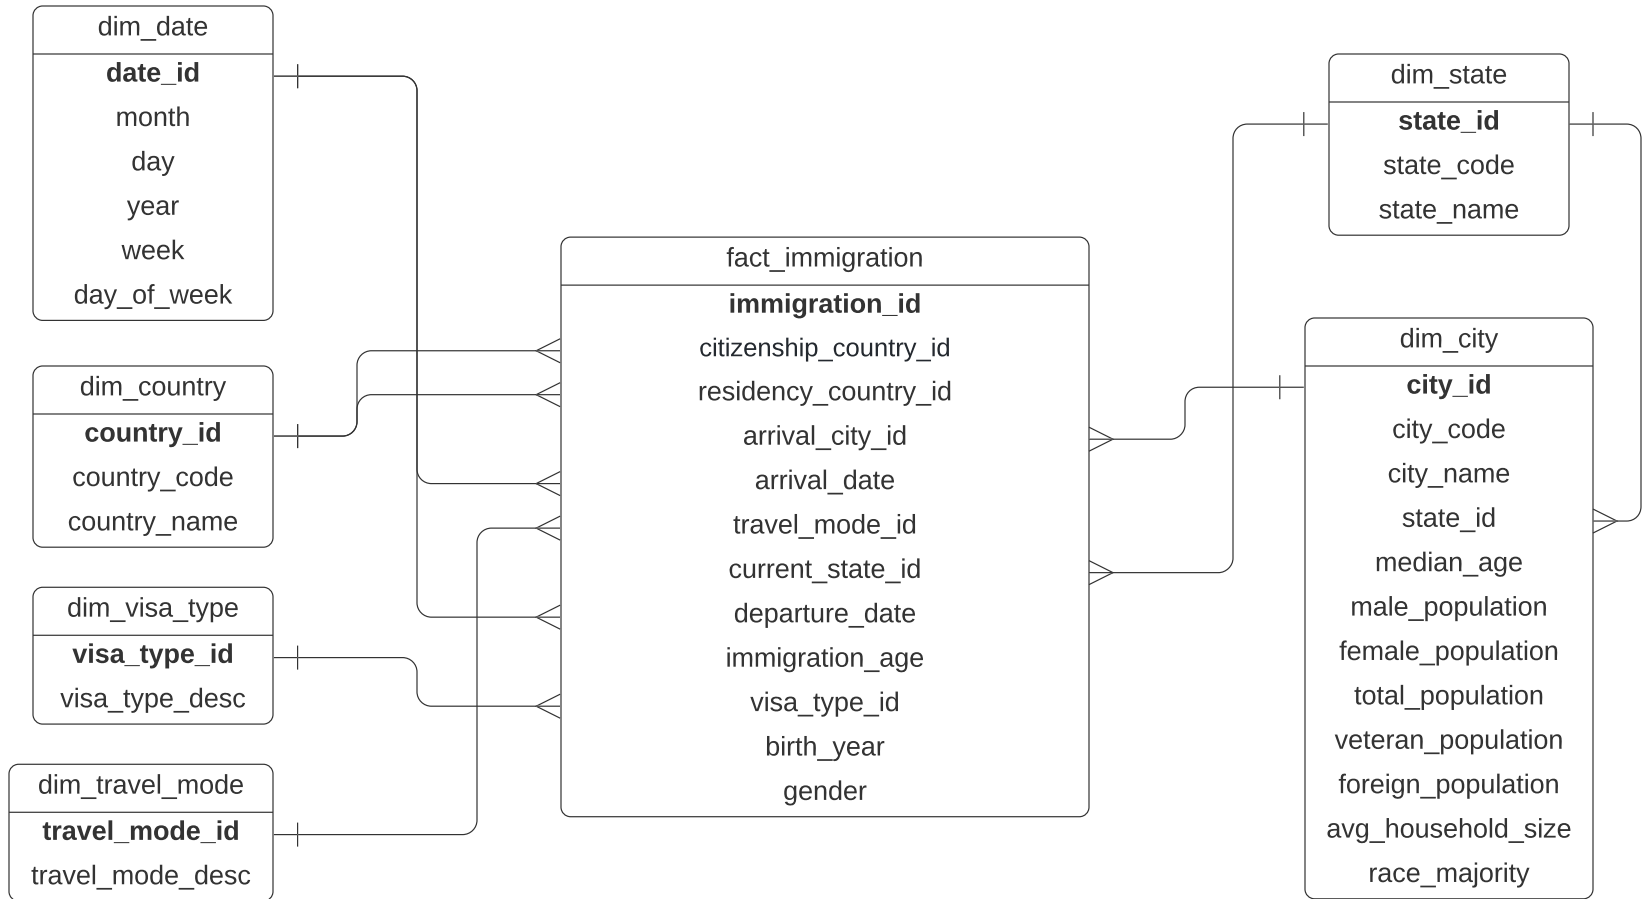 dim_date
date_id
month
day
year
week
day_of_week
dim_country
country_id
country_code
country_name
dim_visa_type
visa_type_id
visa_type_desc
dim_travel_mode
travel_mode_id
travel_mode_desc
fact_immigration
immigration_id
citizenship_country_id
residency_country_id
arrival_city_id
arrival_date
travel_mode_id
current_state_id
departure_date
immigration_age
visa_type_id
birth_year
gender
dim_state
state_id
state_code
state_name
dim_city
city_id
city_code
city_name
state_id
median_age
male_population
female_population
total_population
veteran_population
foreign_population
avg_household_size
race_majority